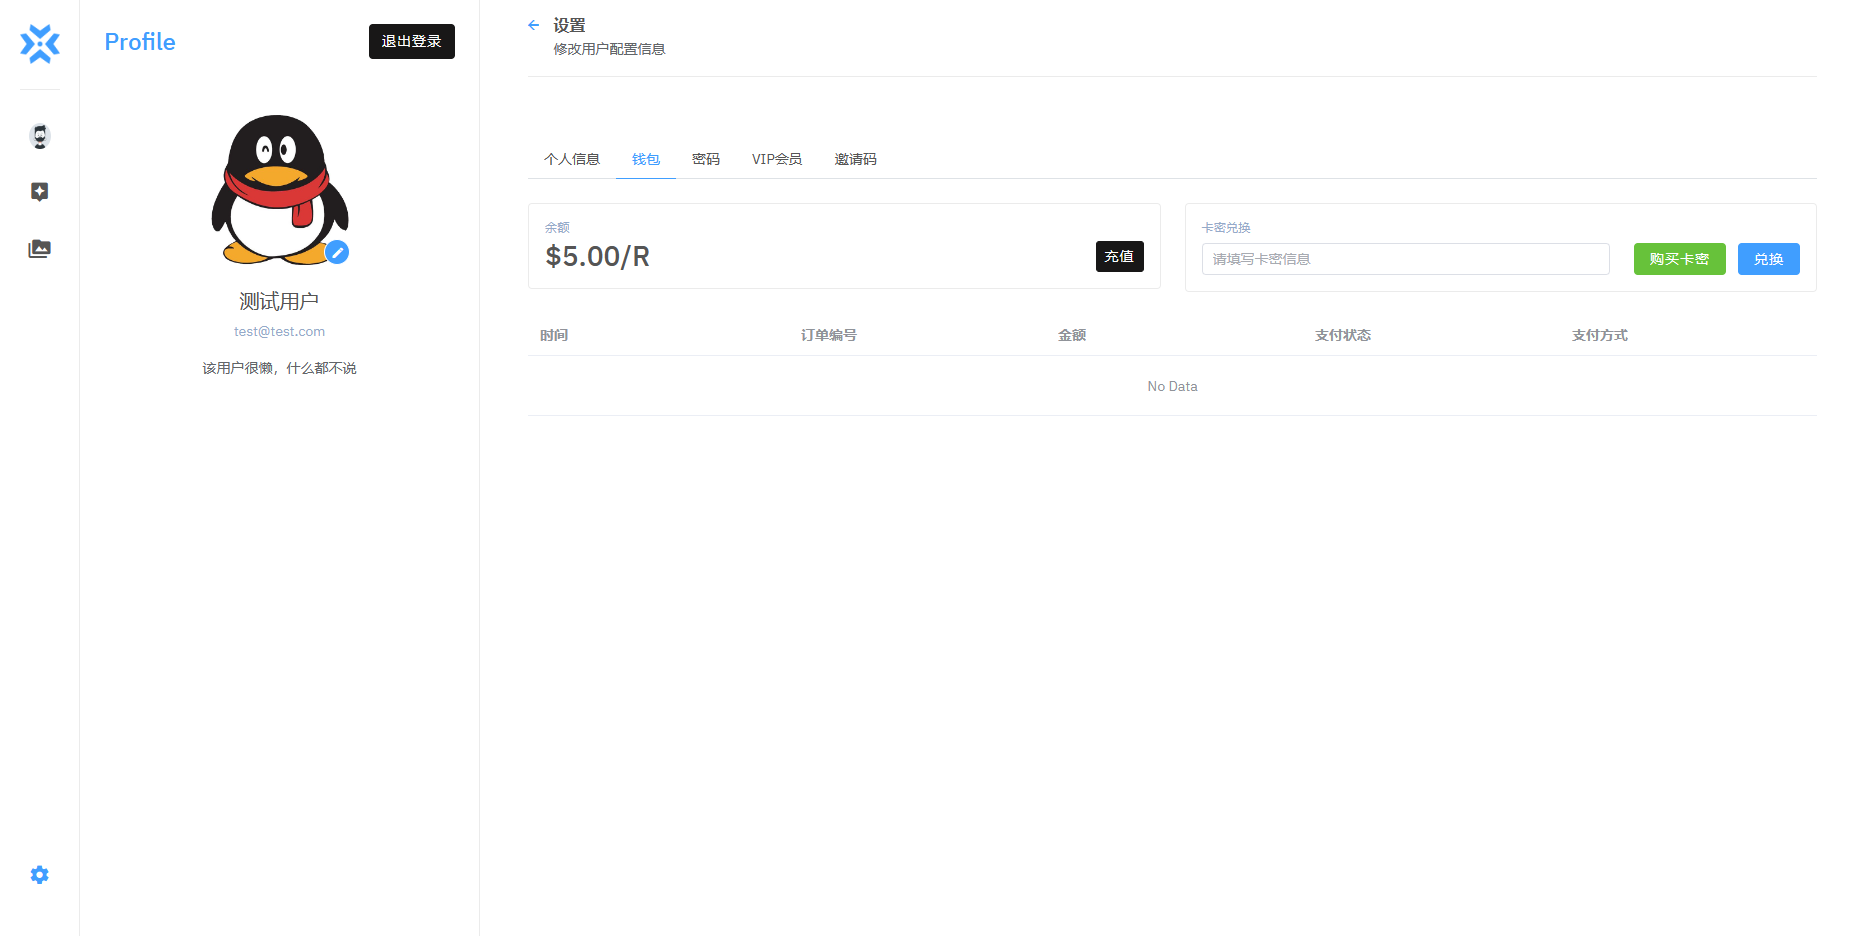 Profile
退出登录
测试用户
test@test.com
该用户很懒，什么都不说
设置
修改用户配置信息
个人信息 钱包 密码 VIP会员 邀请码
余额
$5.00/R
充值
卡密兑换
请填写卡密信息
购买卡密
兑换
时间 订单编号 金额 支付状态 支付方式
No Data